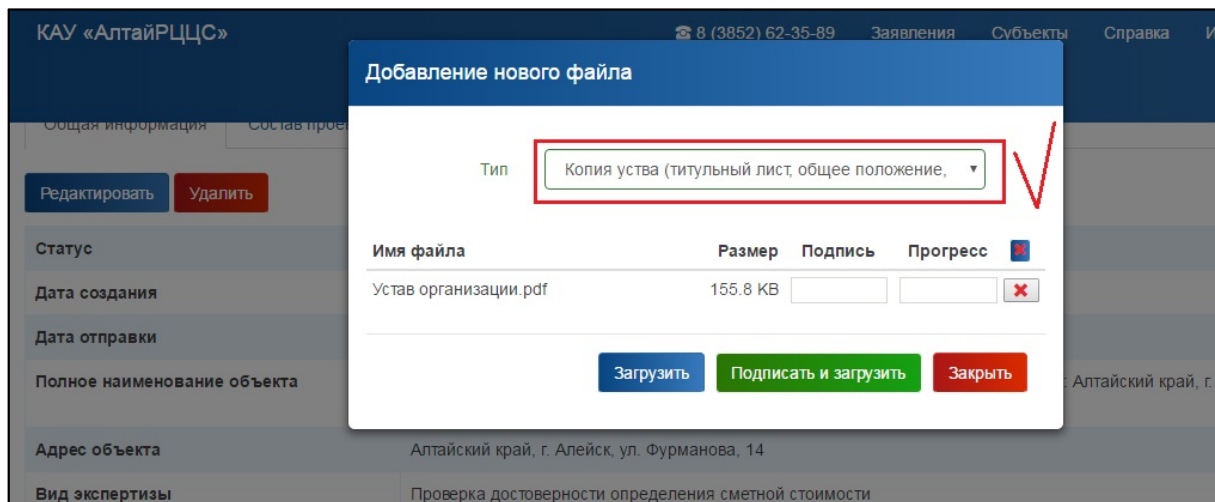 КАУ «АлтайРЦЦС»
☎ 8 (3852) 62-35-89 Заявления Субъекты Справка И
Добавление нового файла
Общая информация Состав прое
Тип Копия уства (титульный лист, общее положение,
Редактировать Удалить
Статус
Имя файла Размер Подпись Прогресс
Дата создания
Устав организации.pdf 155.8 KB
Дата отправки
Загрузить Подписать и загрузить Закрыть
Полное наименование объекта
: Алтайский край, г.
Адрес объекта Алтайский край, г. Алейск, ул. Фурманова, 14
Вид экспертизы Проверка достоверности определения сметной стоимости